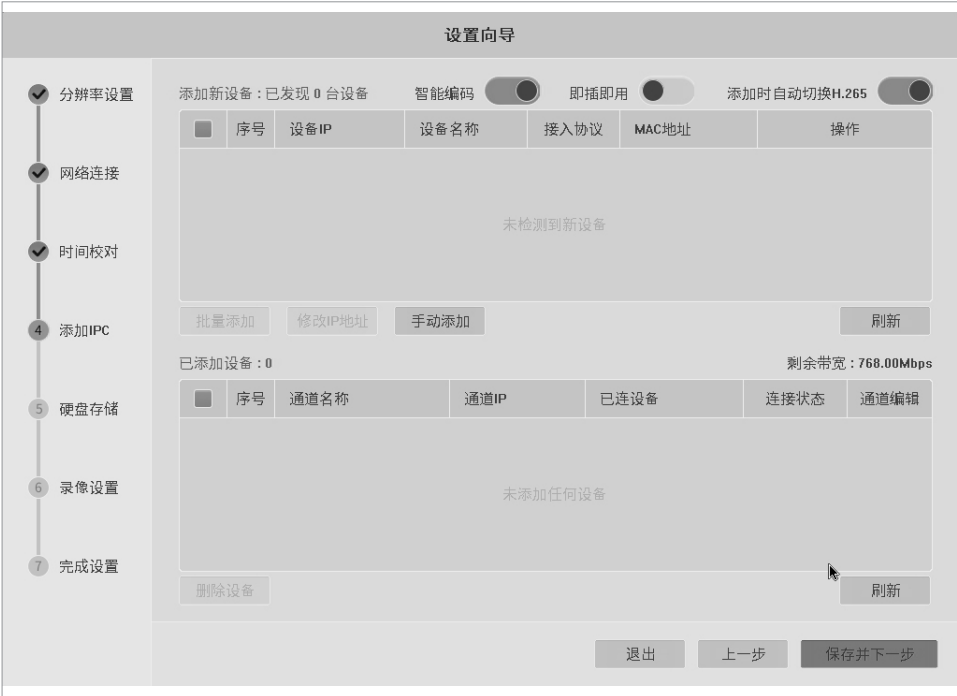 设置向导
分辨率设置
网络连接
时间校对
4 添加IPC
5 硬盘存储
6 录像设置
7 完成设置
添加新设备：已发现 0 台设备 智能编码 即插即用 添加时自动切换H.265
序号 设备IP 设备名称 接入协议 MAC地址 操作
未检测到新设备
批量添加 修改IP地址 手动添加 刷新
已添加设备：0 剩余带宽：768.00Mbps
序号 通道名称 通道IP 已连设备 连接状态 通道编辑
未添加任何设备
删除设备 刷新
退出 上一步 保存并下一步